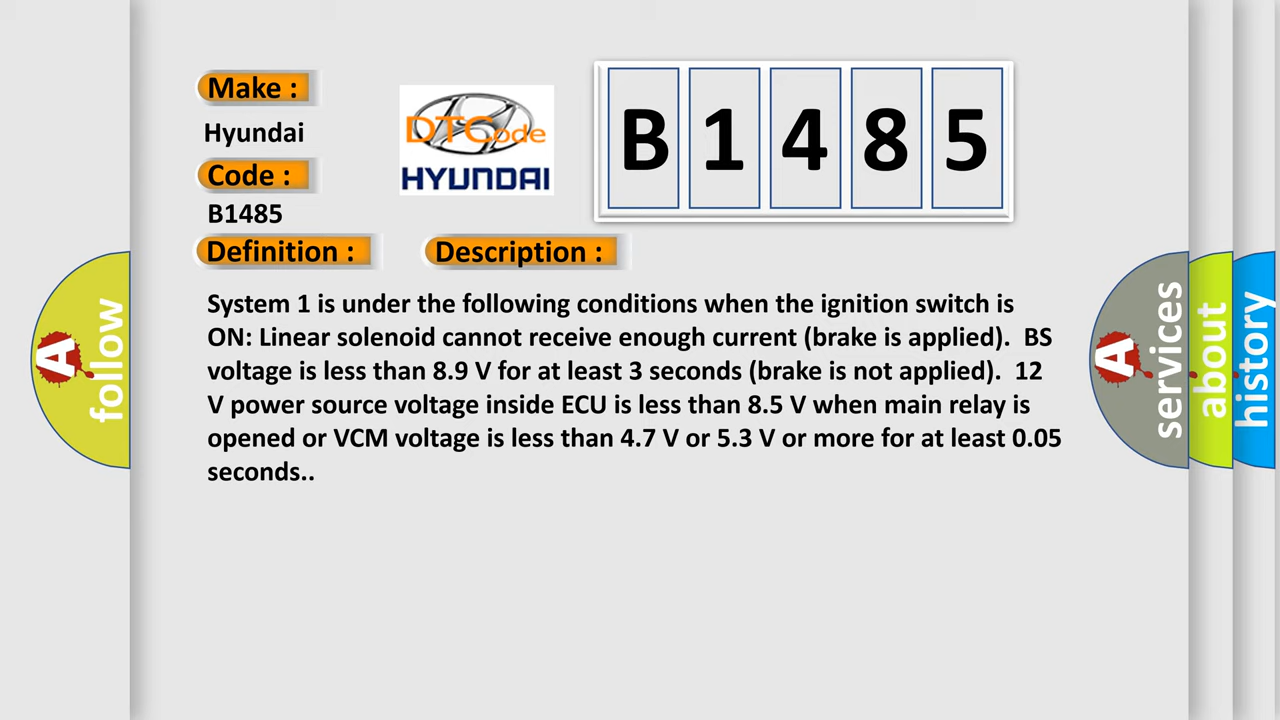 Make :
Hyundai
Code :
B1485
Definition :
Description :
DTCode
HYUNDAI
B1485
System 1 is under the following conditions when the ignition switch is
ON: Linear solenoid cannot receive enough current (brake is applied). BS
voltage is less than 8.9 V for at least 3 seconds (brake is not applied). 12
V power source voltage inside ECU is less than 8.5 V when main relay is
opened or VCM voltage is less than 4.7 V or 5.3 V or more for at least 0.05
seconds..
A follow
A services
about
history